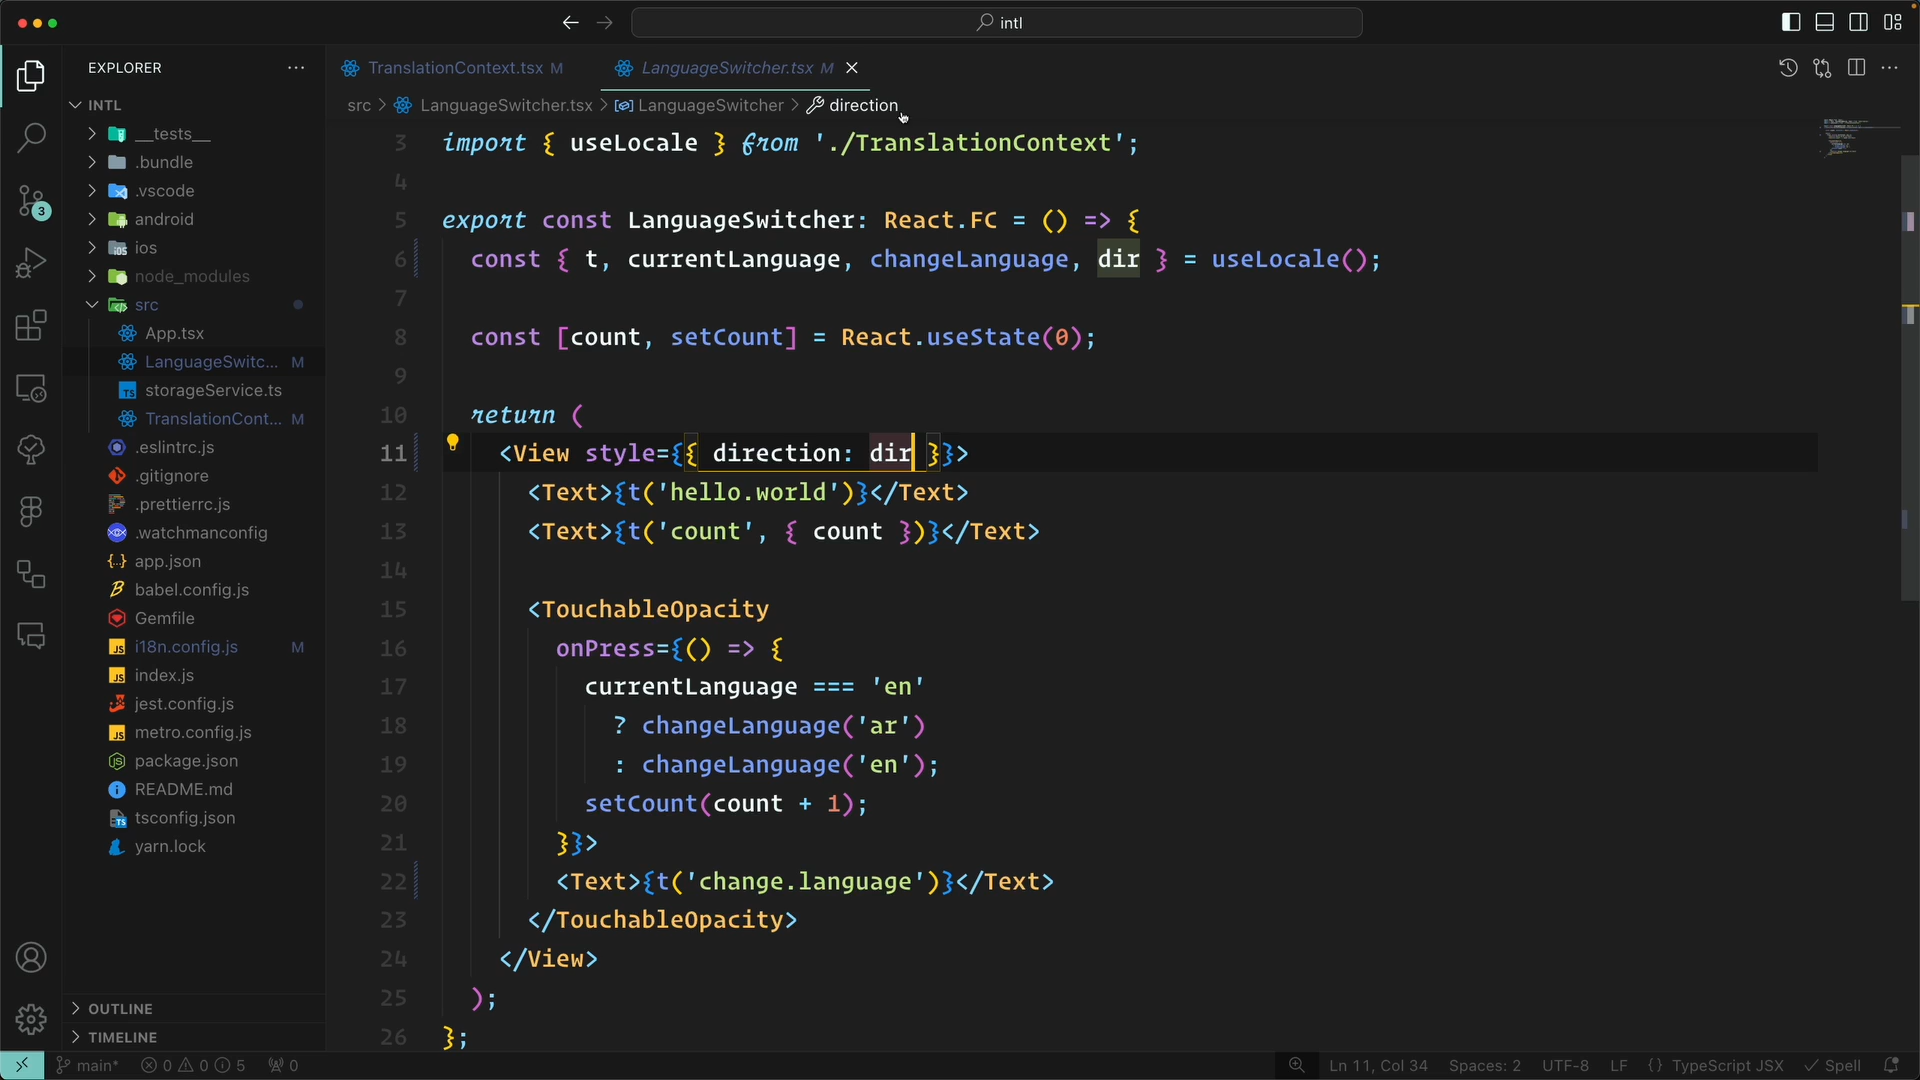 intl
EXPLORER
INTL
__tests__
.bundle
.vscode
android
ios
node_modules
src
App.tsx
LanguageSwitc... M
storageService.ts
TranslationCont... M
.eslintrc.js
.gitignore
.prettierrc.js
.watchmanconfig
app.json
babel.config.js
Gemfile
i18n.config.js M
index.js
jest.config.js
metro.config.js
package.json
README.md
tsconfig.json
yarn.lock
OUTLINE
TIMELINE
3
TranslationContext.tsx M
LanguageSwitcher.tsx M
src > LanguageSwitcher.tsx > LanguageSwitcher > direction
3 import { useLocale } from './TranslationContext';
4
5 export const LanguageSwitcher: React.FC = () => {
6 const { t, currentLanguage, changeLanguage, dir } = useLocale();
7
8 const [count, setCount] = React.useState(0);
9
10 return (
11 <View style={{ direction: dir }}>
12 <Text>{t('hello.world')}</Text>
13 <Text>{t('count', { count })}</Text>
14
15 <TouchableOpacity
16 onPress={() => {
17 currentLanguage === 'en'
18 ? changeLanguage('ar')
19 : changeLanguage('en');
20 setCount(count + 1);
21 }}>
22 <Text>{t('change.language')}</Text>
23 </TouchableOpacity>
24 </View>
25 );
26 };
main* 0 0 5 0
Ln 11, Col 34 Spaces: 2 UTF-8 LF {} TypeScript JSX Spell